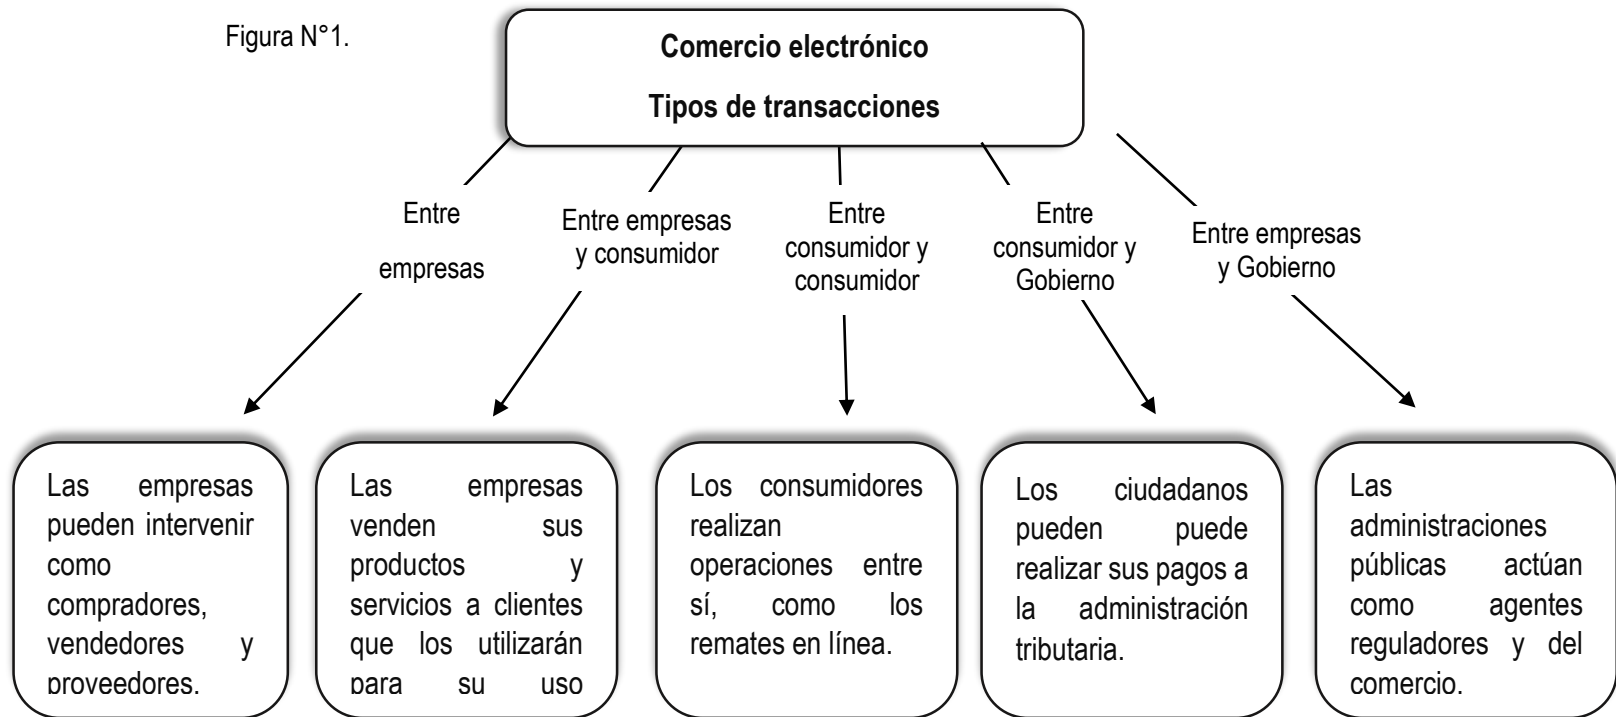 Figura N°1.
Comercio electrónico
Tipos de transacciones
Entre
empresas
Entre empresas
y consumidor
Entre
consumidor y
consumidor
Entre
consumidor y
Gobierno
Entre empresas
y Gobierno
Las empresas
pueden intervenir
como
compradores,
vendedores y
proveedores.
Las empresas
venden sus
productos y
servicios a clientes
que los utilizarán
para su uso
Los consumidores
realizan
operaciones entre
sí, como los
remates en línea.
Los ciudadanos
pueden puede
realizar sus pagos a
la administración
tributaria.
Las
administraciones
públicas actúan
como agentes
reguladores y del
comercio.